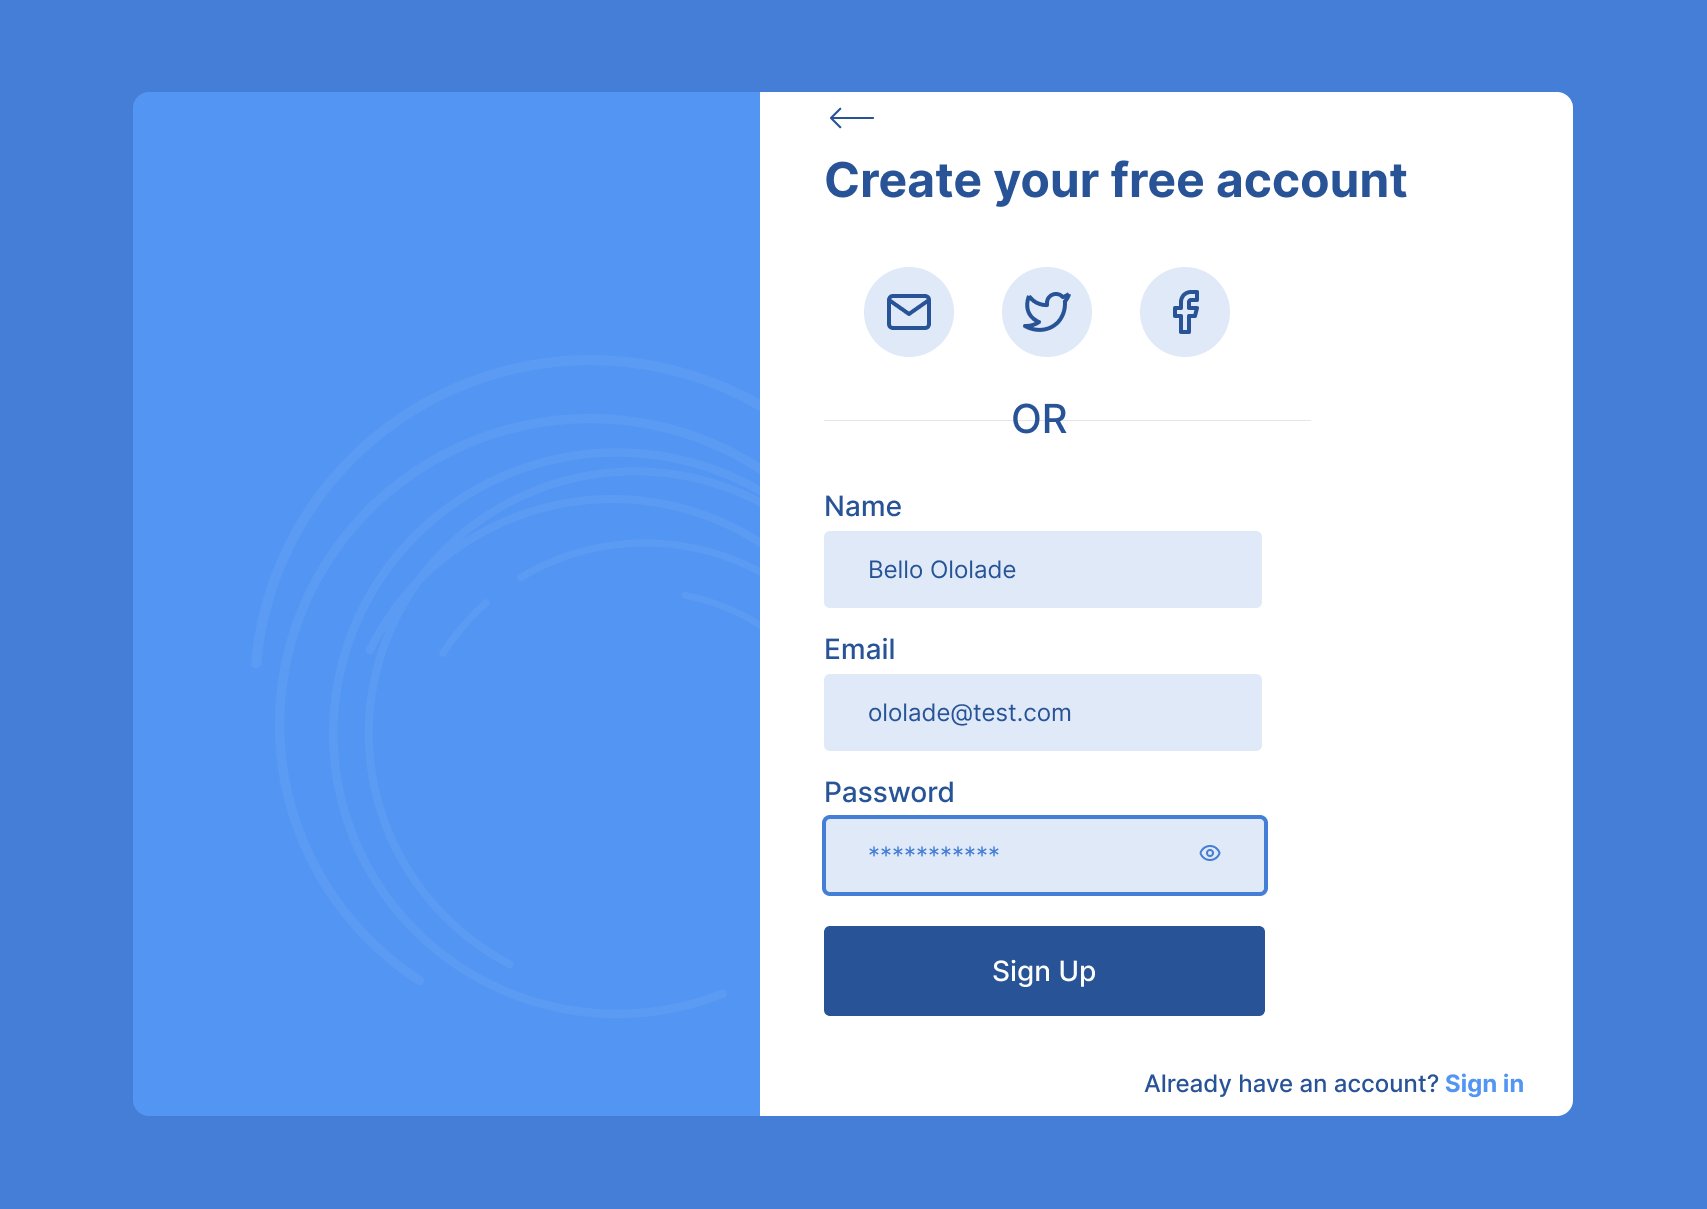 Create your free account
OR
Name
Bello Ololade
Email
ololade@test.com
Password
***********
Sign Up
Already have an account? Sign in